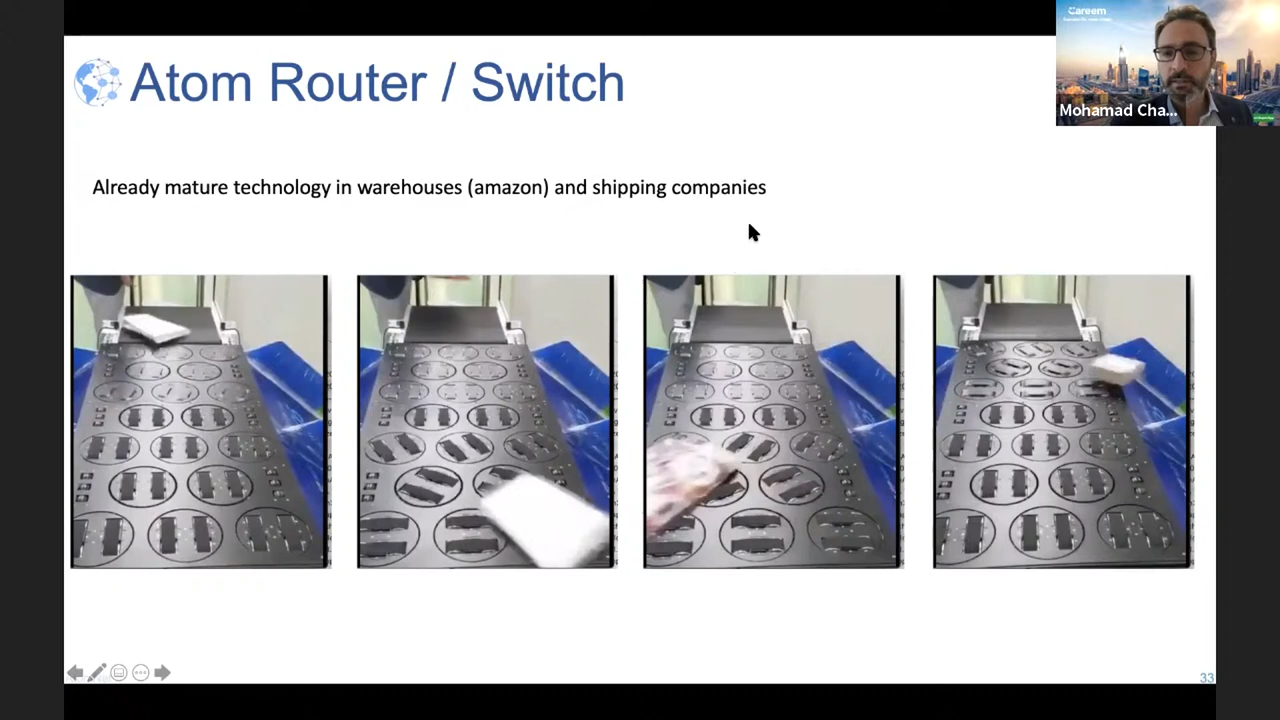 Atom Router / Switch
Careem
Mohamad Cha...
Already mature technology in warehouses (amazon) and shipping companies
33